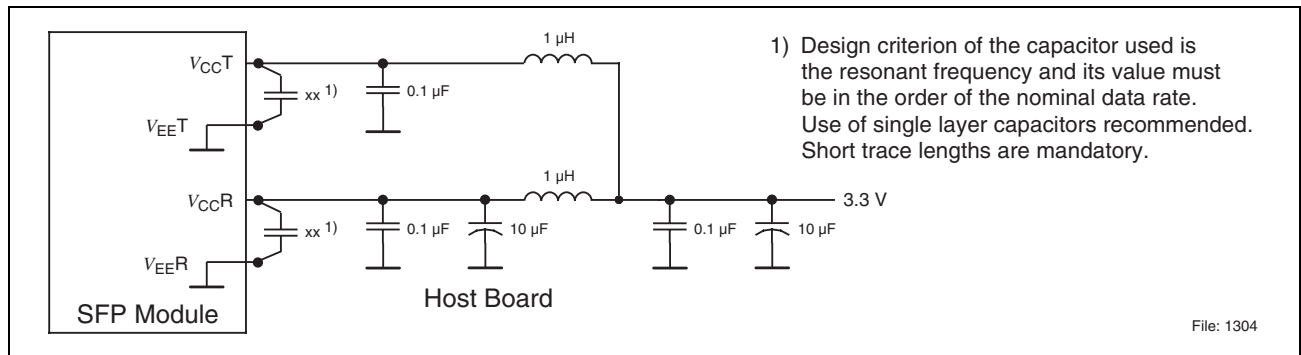 1 µH
1) Design criterion of the capacitor used is
the resonant frequency and its value must
be in the order of the nominal data rate.
Use of single layer capacitors recommended.
Short trace lengths are mandatory.
VCCT
xx 1)
0.1 µF
VEET
1 µH
VCCR
3.3 V
xx 1)
0.1 µF
10 µF
0.1 µF
10 µF
VEER
SFP Module
Host Board
File: 1304